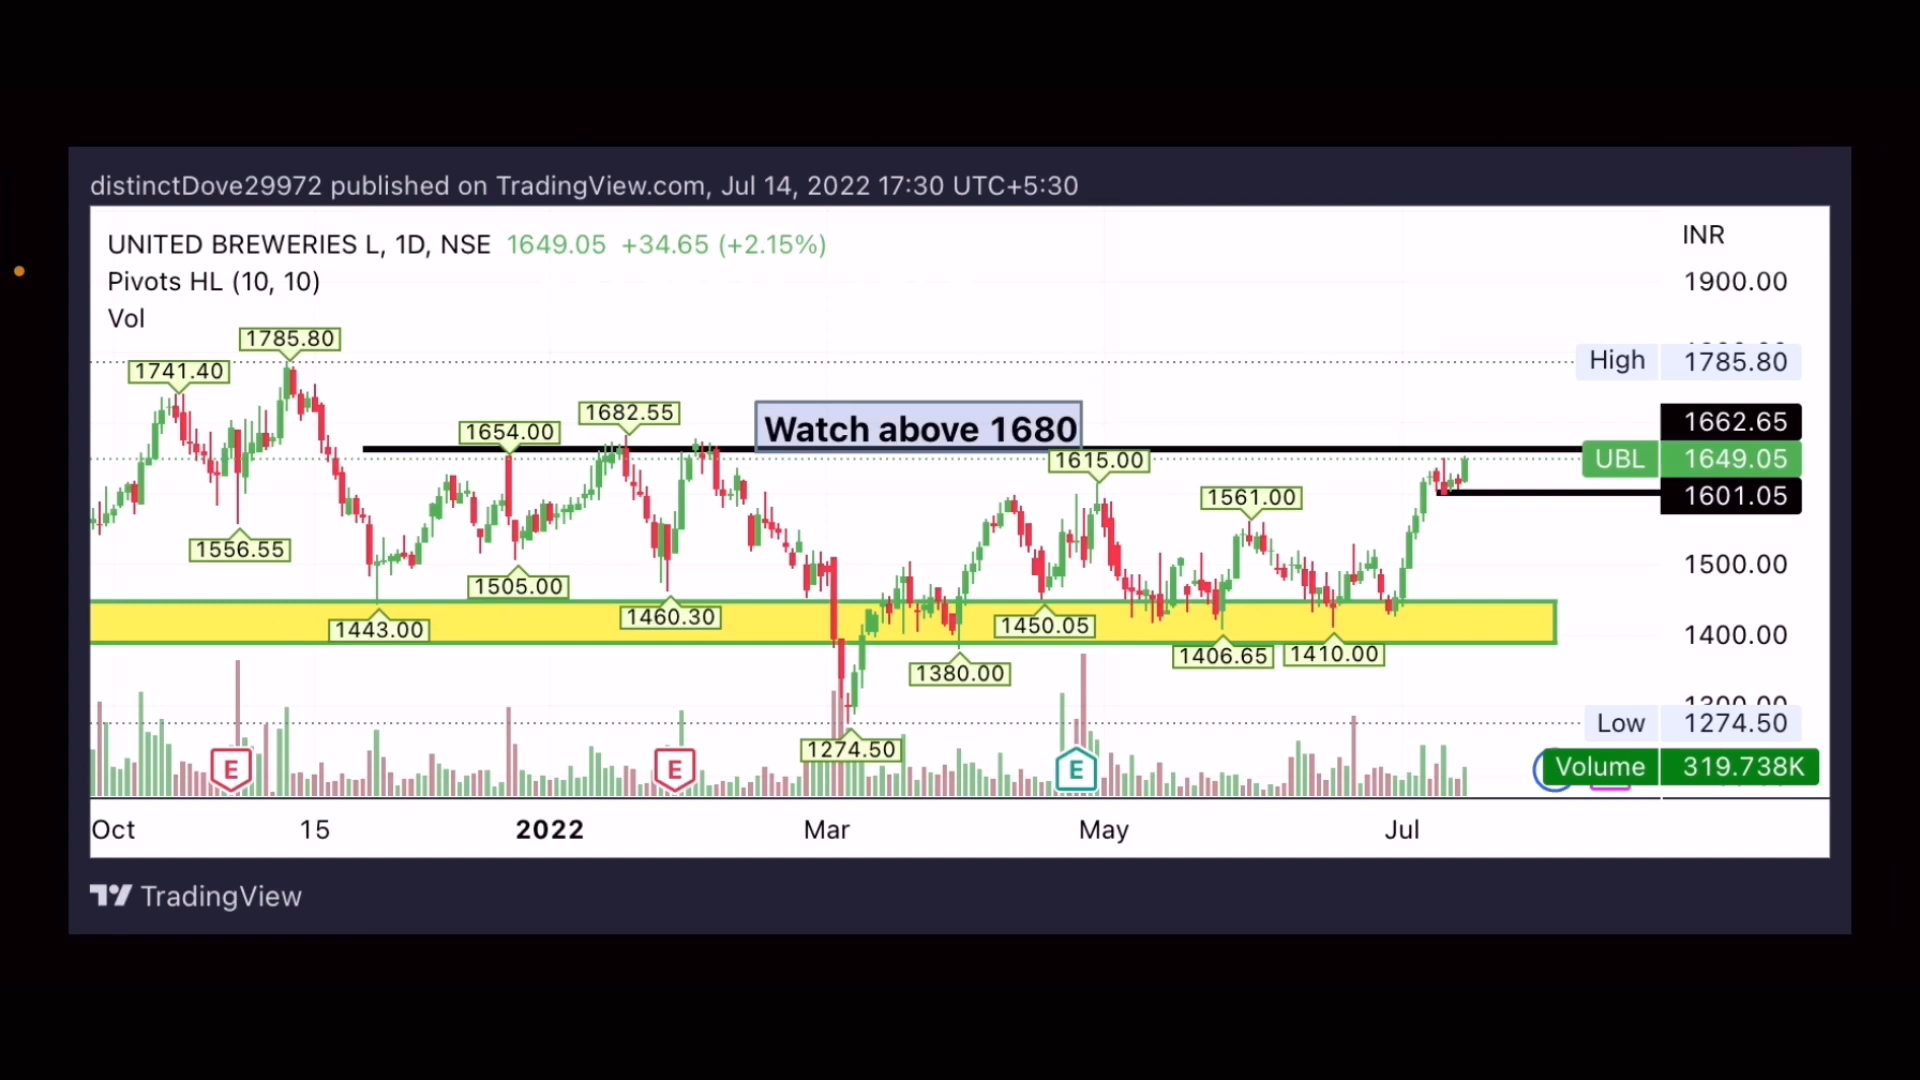 distinctDove29972 published on TradingView.com, Jul 14, 2022 17:30 UTC+5:30
UNITED BREWERIES L, 1D, NSE 1649.05 +34.65 (+2.15%)
INR
Pivots HL (10, 10)
1900.00
Vol
1785.80
High 1785.80
1741.40
1682.55
1662.65
Watch above 1680
1654.00
1615.00
UBL 1649.05
1561.00
1601.05
1556.55
1500.00
1505.00
1460.30
1450.05
1443.00
1400.00
1406.65
1410.00
1380.00
Low 1274.50
1274.50
E
E
E
Volume 319.738K
Oct 15 2022 Mar May Jul
TradingView